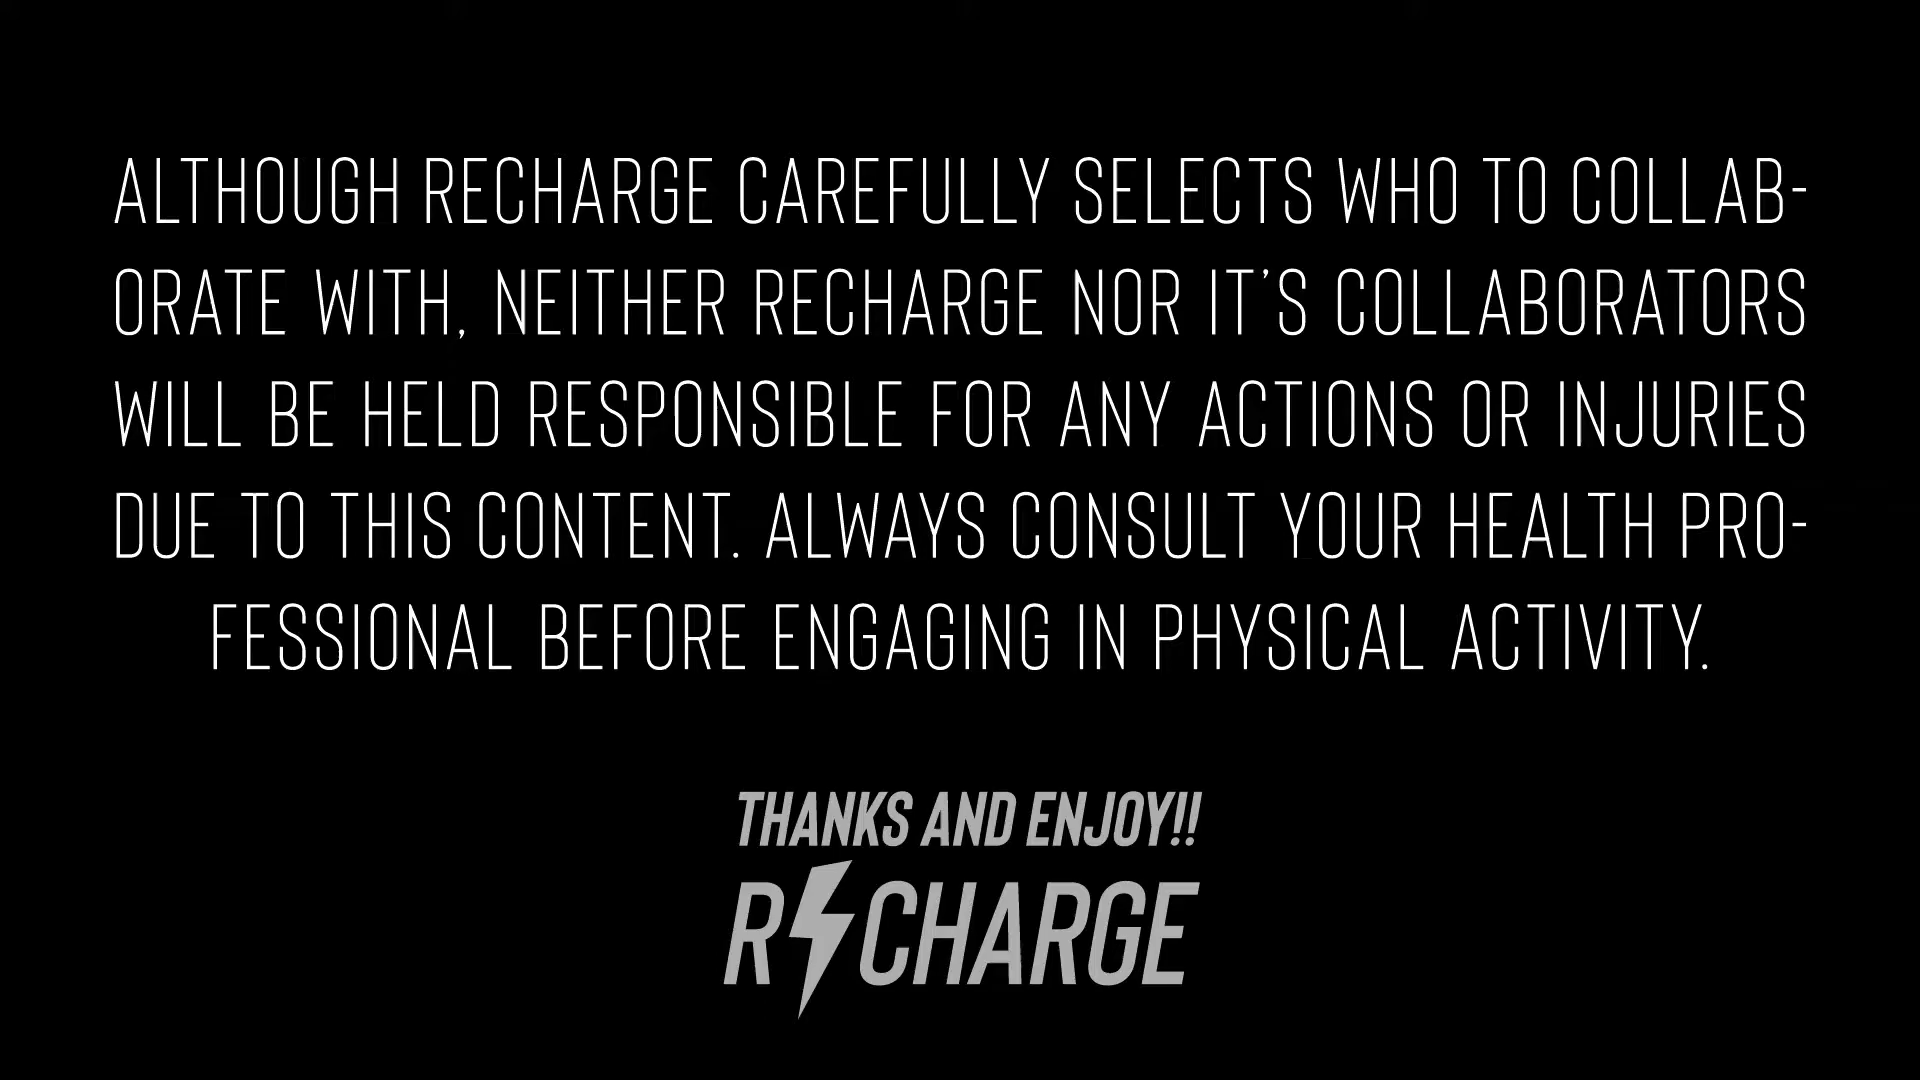 ALTHOUGH RECHARGE CAREFULLY SELECTS WHO TO COLLAB-
ORATE WITH, NEITHER RECHARGE NOR IT'S COLLABORATORS
WILL BE HELD RESPONSIBLE FOR ANY ACTIONS OR INJURIES
DUE TO THIS CONTENT. ALWAYS CONSULT YOUR HEALTH PRO-
FESSIONAL BEFORE ENGAGING IN PHYSICAL ACTIVITY.
THANKS AND ENJOY!!
R⚡CHARGE